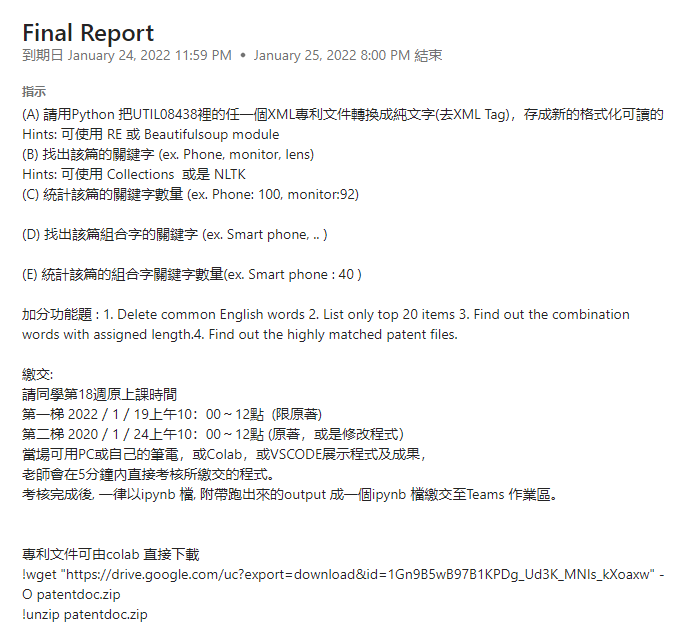 Final Report
到期日 January 24, 2022 11:59 PM • January 25, 2022 8:00 PM 結束
指示
(A) 請用Python 把UTIL08438裡的任一個XML專利文件轉換成純文字(去XML Tag)，存成新的格式化可讀的
Hints: 可使用 RE 或 Beautifulsoup module
(B) 找出該篇的關鍵字 (ex. Phone, monitor, lens)
Hints: 可使用 Collections 或是 NLTK
(C) 統計該篇的關鍵字數量 (ex. Phone: 100, monitor:92)
(D) 找出該篇組合字的關鍵字 (ex. Smart phone, .. )
(E) 統計該篇的組合字關鍵字數量(ex. Smart phone : 40 )
加分功能題 : 1. Delete common English words 2. List only top 20 items 3. Find out the combination
words with assigned length.4. Find out the highly matched patent files.
繳交:
請同學第18週原上課時間
第一梯 2022 / 1 / 19上午10：00 ~ 12點 (限原著)
第二梯 2020 / 1 / 24上午10：00 ~ 12點 (原著，或是修改程式)
當場可用PC或自己的筆電，或Colab，或VSCODE展示程式及成果，
老師會在5分鐘內直接考核所繳交的程式。
考核完成後, 一律以ipynb 檔, 附帶跑出來的output 成一個ipynb 檔繳交至Teams 作業區。
專利文件可由colab 直接下載
!wget "https://drive.google.com/uc?export=download&id=1Gn9B5wB97B1KPDg_Ud3K_MNIs_kXoaxw" -
O patentdoc.zip
!unzip patentdoc.zip